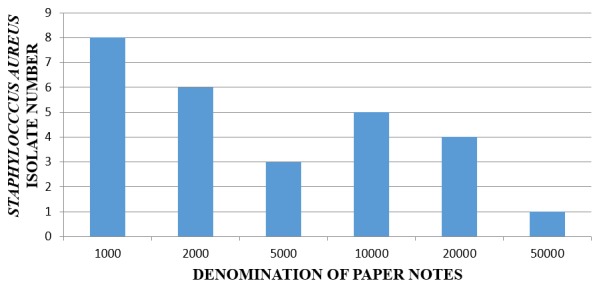 STAPHYLOCCCUS AUREUS
ISOLATE NUMBER
9
8
7
6
5
4
3
2
1
0
1000 2000 5000 10000 20000 50000
DENOMINATION OF PAPER NOTES